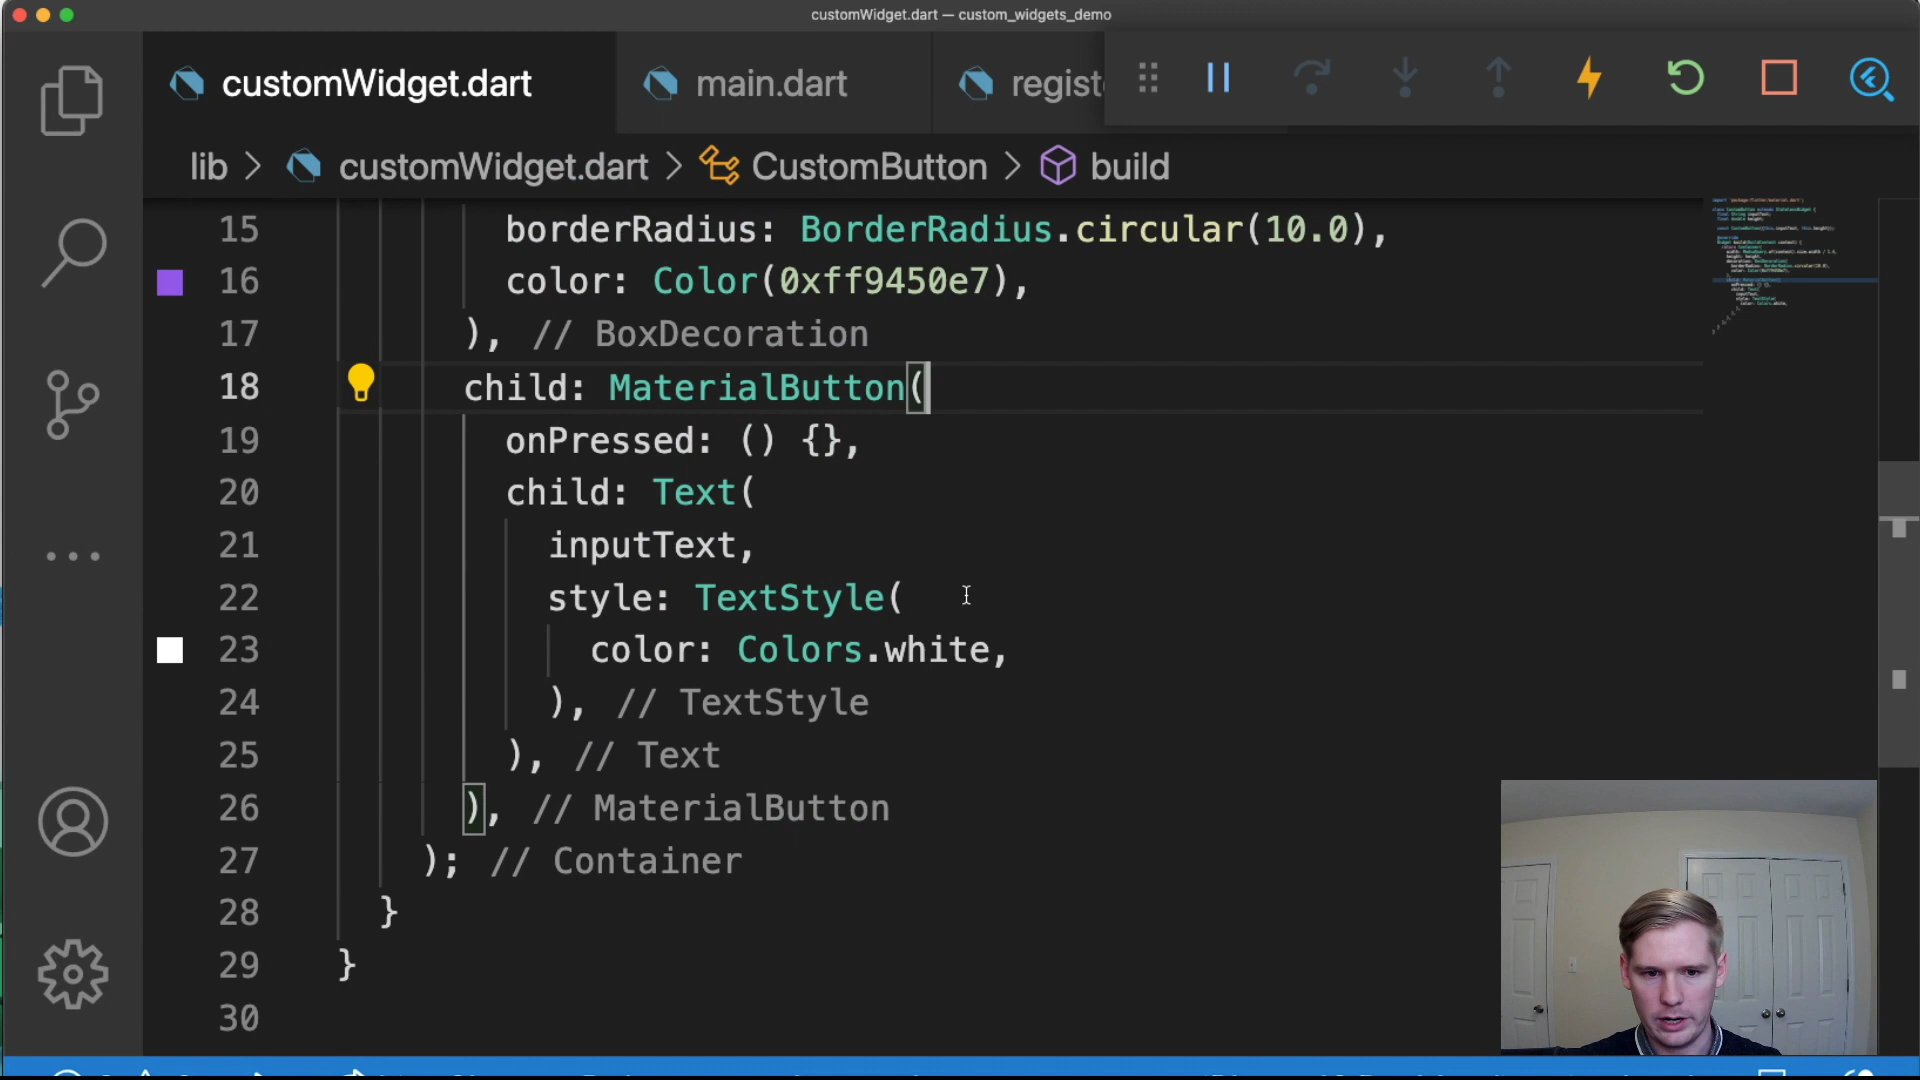 customWidget.dart — custom_widgets_demo
customWidget.dart main.dart regist
lib > customWidget.dart > CustomButton > build
15 borderRadius: BorderRadius.circular(10.0),
16 color: Color(0xff9450e7),
17 ), // BoxDecoration
18 child: MaterialButton(
19 onPressed: () {},
20 child: Text(
21 inputText,
22 style: TextStyle(
23 color: Colors.white,
24 ), // TextStyle
25 ), // Text
26 ), // MaterialButton
27 ); // Container
28 }
29 }
30